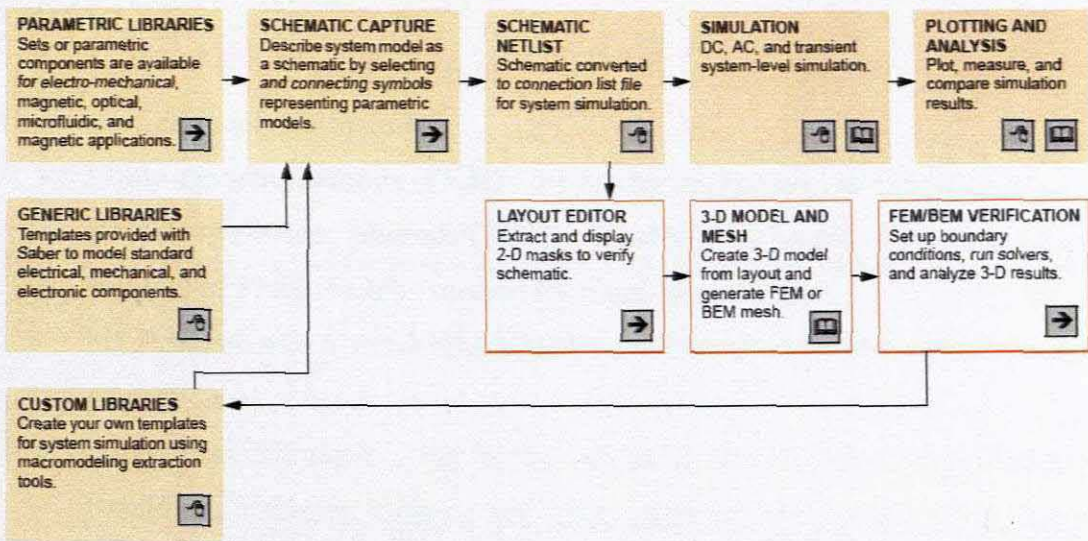 PARAMETRIC LIBRARIES
Sets or parametric
components are available
for electro-mechanical,
magnetic, optical,
microfluidic, and
magnetic applications.
SCHEMATIC CAPTURE
Describe system model as
a schematic by selecting
and connecting symbols
representing parametric
models.
SCHEMATIC
NETLIST
Schematic converted
to connection list file
for system simulation.
SIMULATION
DC, AC, and transient
system-level simulation.
PLOTTING AND
ANALYSIS
Plot, measure, and
compare simulation
results.
GENERIC LIBRARIES
Templates provided with
Saber to model standard
electrical, mechanical, and
electronic components.
LAYOUT EDITOR
Extract and display
2-D masks to verify
schematic.
3-D MODEL AND
MESH
Create 3-D model
from layout and
generate FEM or
BEM mesh.
FEM/BEM VERIFICATION
Set up boundary
conditions, run solvers,
and analyze 3-D results.
CUSTOM LIBRARIES
Create your own templates
for system simulation using
macromodeling extraction
tools.